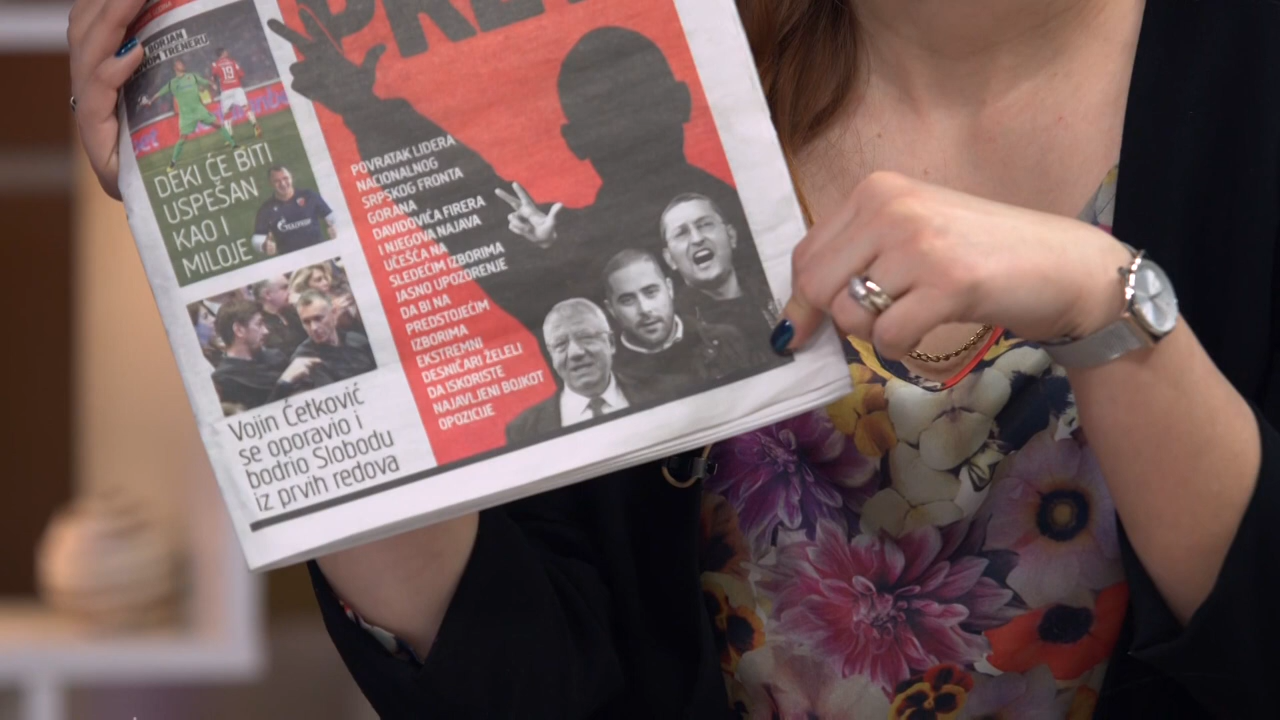 BORJAN
DEKI ĆE BITI
USPEŠAN
KAO I
MILOJE
Vojin Ćetković
se oporavio i
bodrio Slobodu
iz prvih redova
POVRATAK LIDERA
NACIONALNOG
SRPSKOG FRONTA
GORANA
DAVIDOVIĆA FIRERA
I NJEGOVA NAJAVA
UČEŠĆA NA
SLEDEĆIM IZBORIMA
JASNO UPOZORENJE
DA BI NA
PREDSTOJEĆIM
IZBORIMA
EKSTREMNI
DESNIČARI ŽELELI
DA ISKORISTE
NAJAVLJENI BOJKOT
OPOZICIJE
19